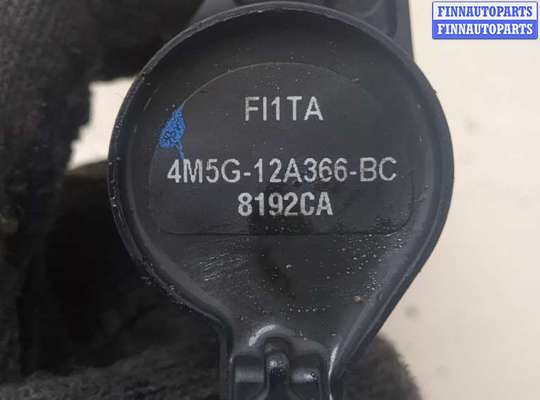 FINNAUTOPARTS
FINNAUTOPARTS
FI1TA
4M5G-12A366-BC
8192CA